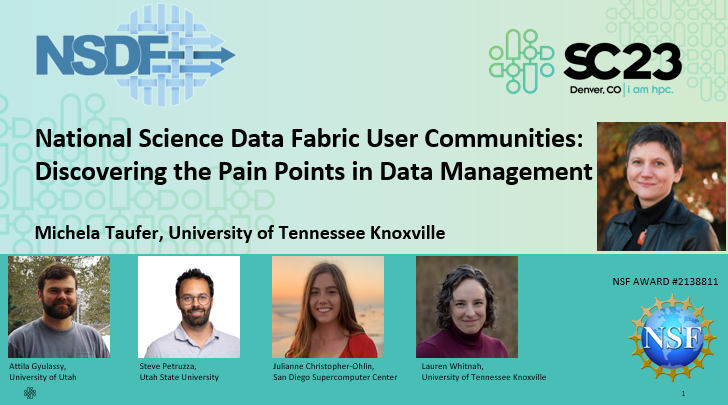 NSDF
SC23
Denver, CO | i am hpc.
National Science Data Fabric User Communities:
Discovering the Pain Points in Data Management
Michela Taufer, University of Tennessee Knoxville
NSF AWARD #2138811
NSF
Attila Gyulassy,
University of Utah
Steve Petruzza,
Utah State University
Julianne Christopher-Ohlin,
San Diego Supercomputer Center
Lauren Whitnah,
University of Tennessee Knoxville
1